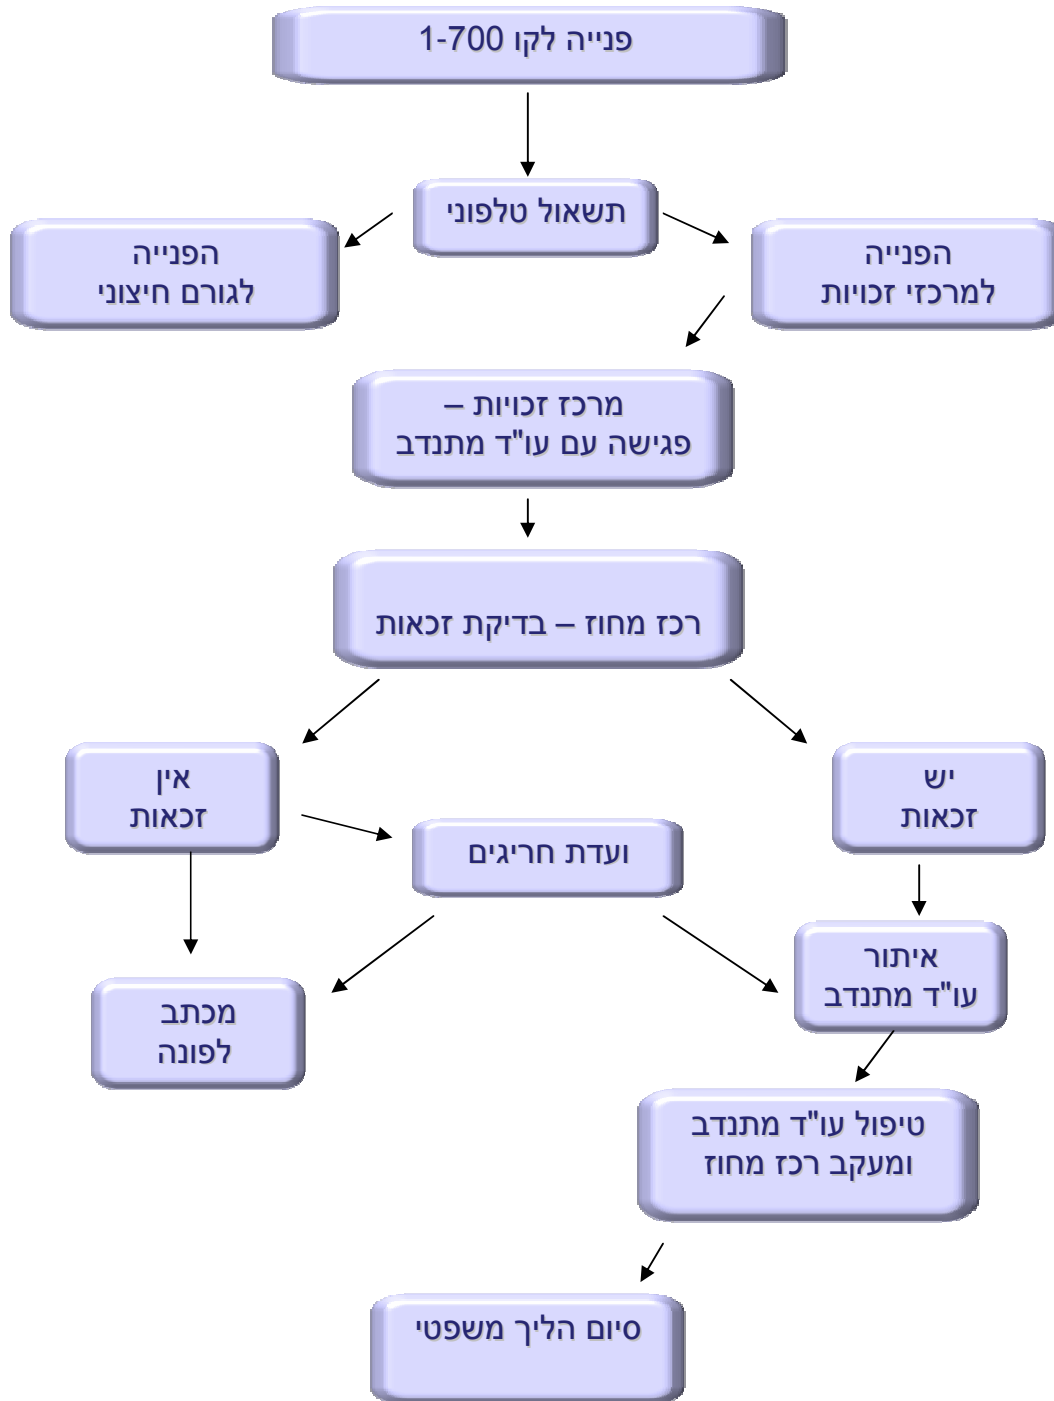 פנייה לקו 1-700
תשאול טלפוני
הפנייה
למרכזי זכויות
הפנייה
לגורם חיצוני
מרכז זכויות –
פגישה עם עו"ד מתנדב
רכז מחוז – בדיקת זכאות
יש
זכאות
אין
זכאות
ועדת חריגים
איתור
עו"ד מתנדב
מכתב
לפונה
טיפול עו"ד מתנדב
ומעקב רכז מחוז
סיום הליך משפטי